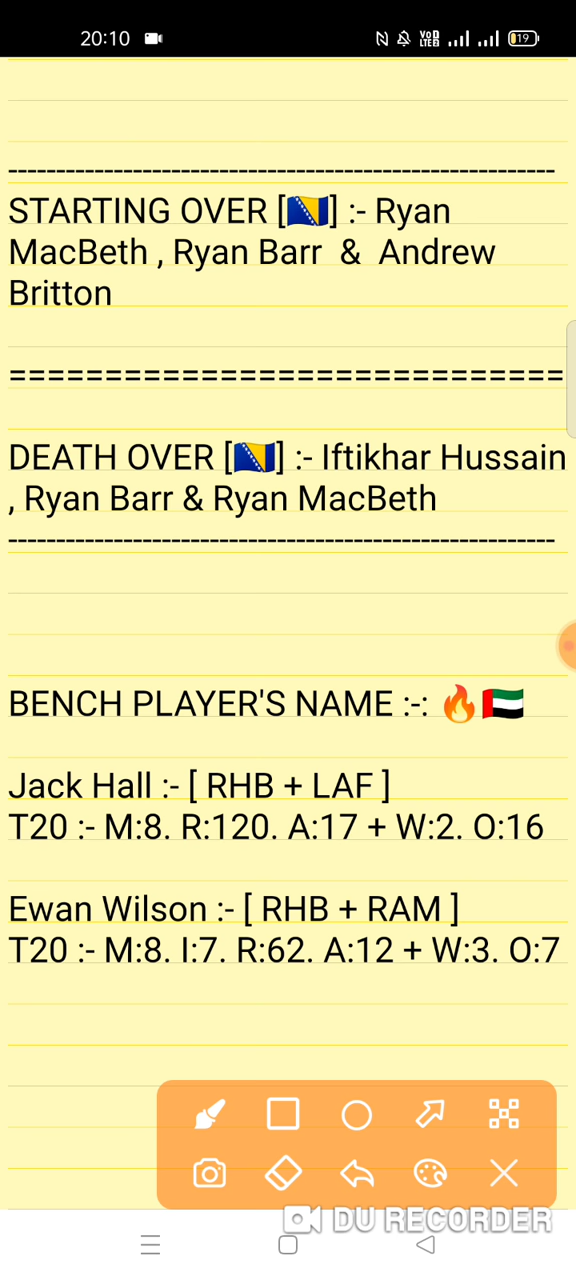 20:10
VoD LTE2 19
-----------------------------------------------------------
STARTING OVER [🇧🇦] :- Ryan
MacBeth , Ryan Barr & Andrew
Britton
=============================
DEATH OVER [🇧🇦] :- Iftikhar Hussain
, Ryan Barr & Ryan MacBeth
-----------------------------------------------------------
BENCH PLAYER'S NAME :-: 🔥🇦🇪
Jack Hall :- [ RHB + LAF ]
T20 :- M:8. R:120. A:17 + W:2. O:16
Ewan Wilson :- [ RHB + RAM ]
T20 :- M:8. I:7. R:62. A:12 + W:3. O:7
DU RECORDER